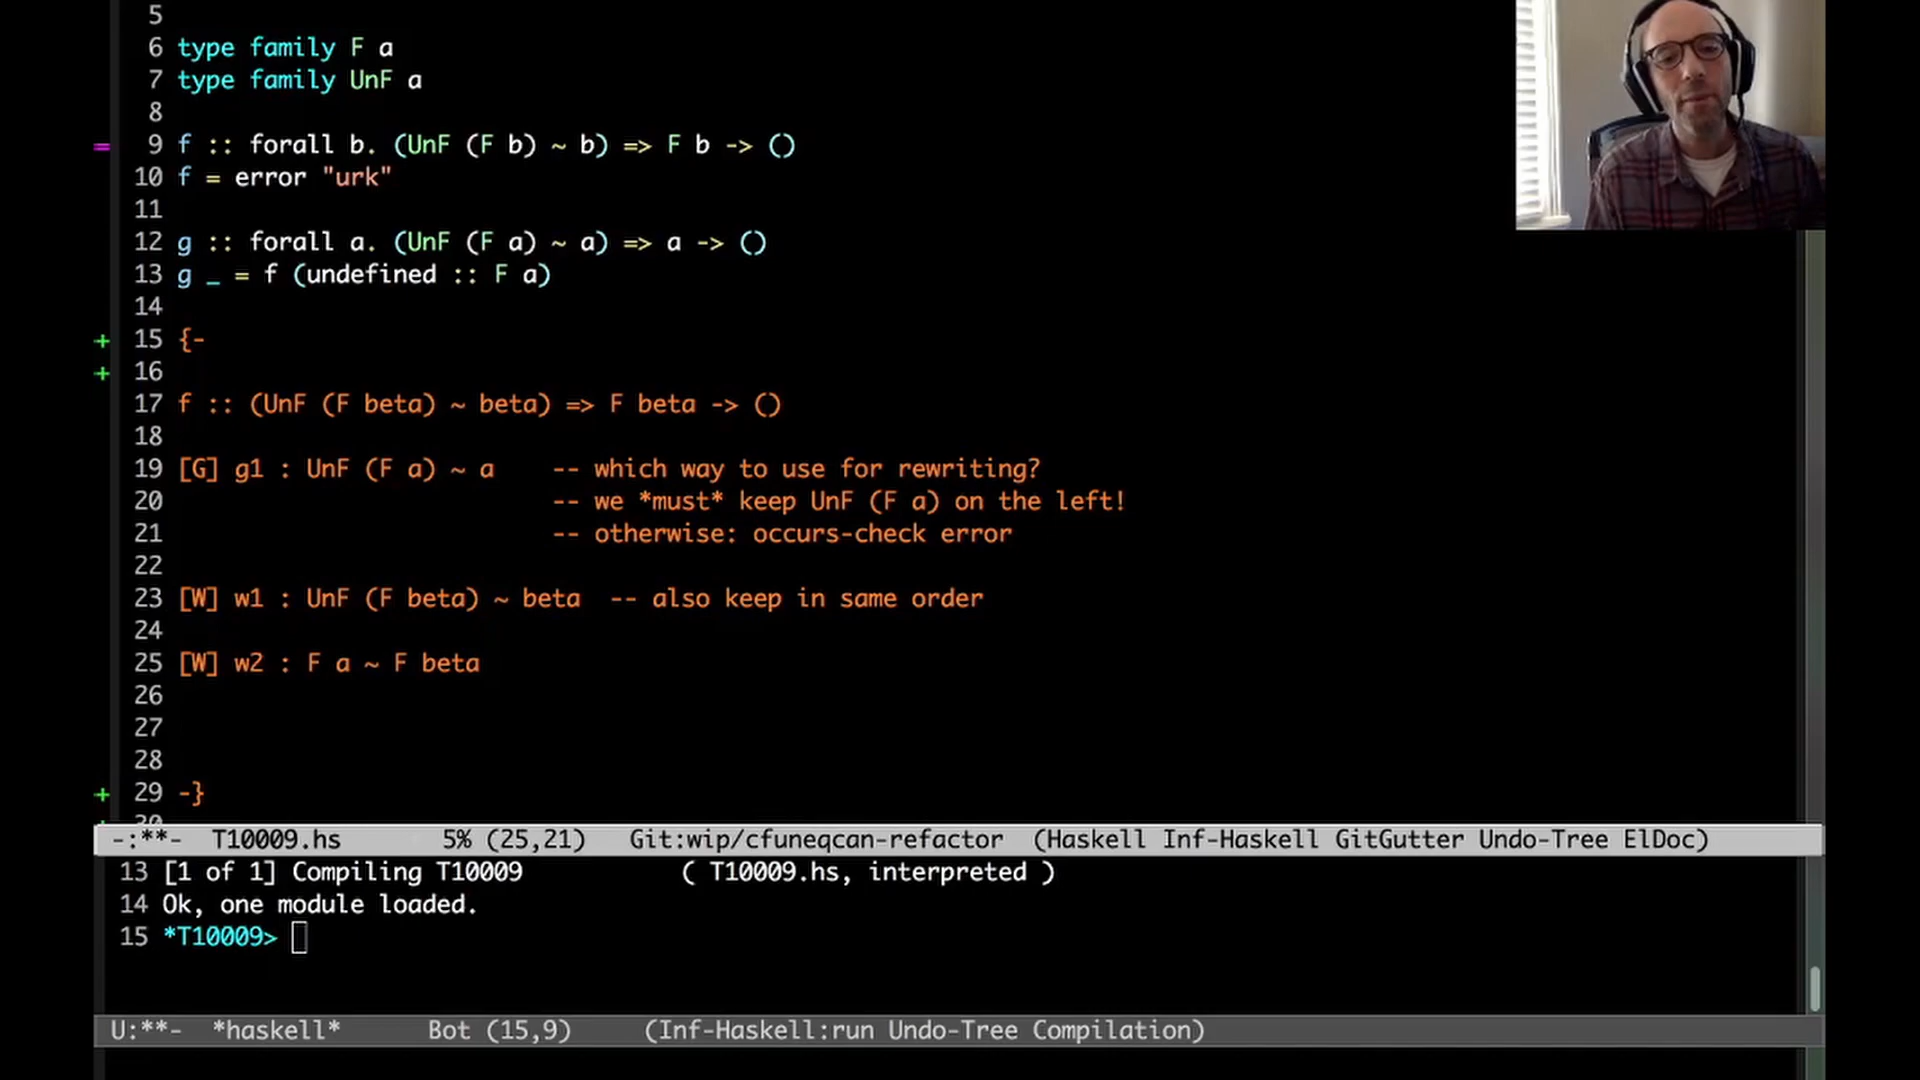 5
6 type family F a
7 type family UnF a
8
= 9 f :: forall b. (UnF (F b) ~ b) => F b -> ()
10 f = error "urk"
11
12 g :: forall a. (UnF (F a) ~ a) => a -> ()
13 g _ = f (undefined :: F a)
14
+ 15 {-
+ 16
17 f :: (UnF (F beta) ~ beta) => F beta -> ()
18
19 [G] g1 : UnF (F a) ~ a -- which way to use for rewriting?
20 -- we *must* keep UnF (F a) on the left!
21 -- otherwise: occurs-check error
22
23 [W] w1 : UnF (F beta) ~ beta -- also keep in same order
24
25 [W] w2 : F a ~ F beta
26
27
28
+ 29 -}
-:**- T10009.hs 5% (25,21) Git:wip/cfuneqcan-refactor (Haskell Inf-Haskell GitGutter Undo-Tree ElDoc)
13 [1 of 1] Compiling T10009 ( T10009.hs, interpreted )
14 Ok, one module loaded.
15 *T10009>
U:**- *haskell* Bot (15,9) (Inf-Haskell:run Undo-Tree Compilation)